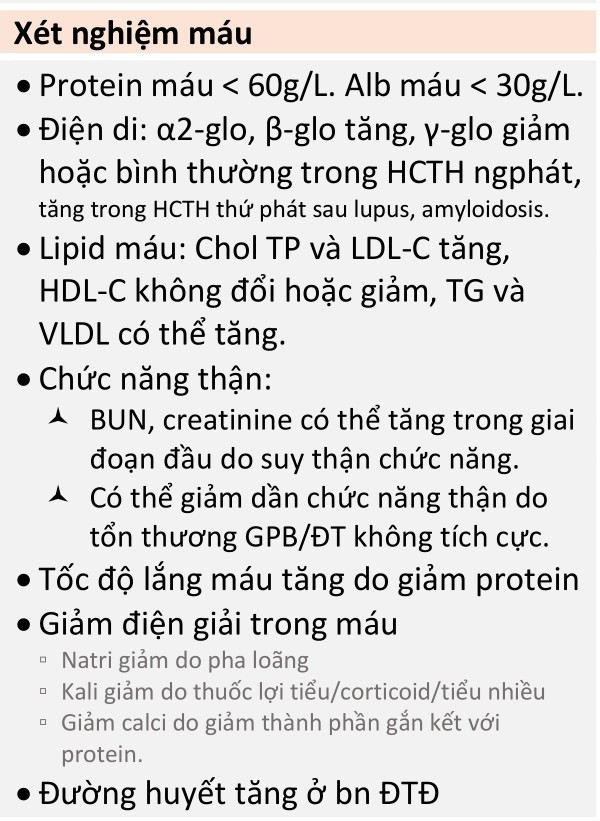 Xét nghiệm máu
• Protein máu < 60g/L. Alb máu < 30g/L.
• Điện di: α2-glo, β-glo tăng, γ-glo giảm
hoặc bình thường trong HCTH ngphát,
tăng trong HCTH thứ phát sau lupus, amyloidosis.
• Lipid máu: Chol TP và LDL-C tăng,
HDL-C không đổi hoặc giảm, TG và
VLDL có thể tăng.
• Chức năng thận:
BUN, creatinine có thể tăng trong giai
đoạn đầu do suy thận chức năng.
Có thể giảm dần chức năng thận do
tổn thương GPB/ĐT không tích cực.
• Tốc độ lắng máu tăng do giảm protein
• Giảm điện giải trong máu
▫ Natri giảm do pha loãng
▫ Kali giảm do thuốc lợi tiểu/corticoid/tiểu nhiều
▫ Giảm calci do giảm thành phần gắn kết với
protein.
• Đường huyết tăng ở bn ĐTĐ